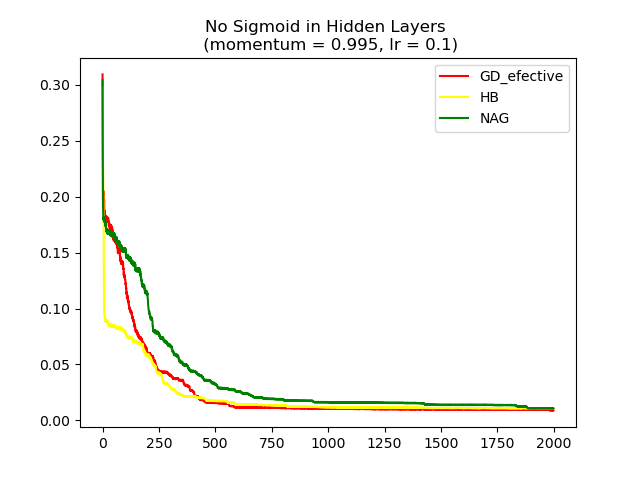 No Sigmoid in Hidden Layers
(momentum = 0.995, lr = 0.1)
GD_efective
HB
NAG
0.30
0.25
0.20
0.15
0.10
0.05
0.00
0 250 500 750 1000 1250 1500 1750 2000